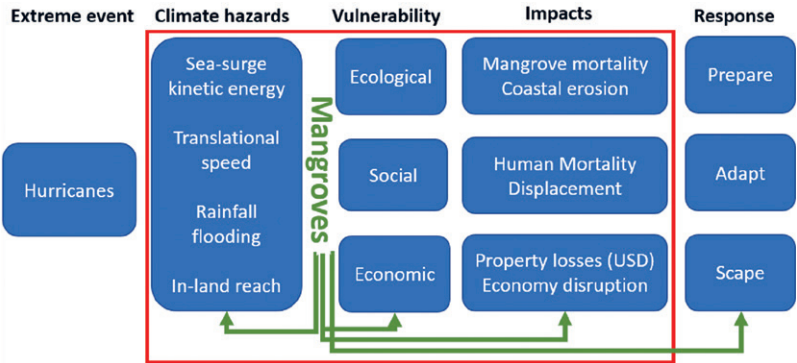 Extreme event
Climate hazards
Vulnerability
Impacts
Response
Hurricanes
Sea-surge
kinetic energy
Translational
speed
Rainfall
flooding
In-land reach
Mangroves
Ecological
Social
Economic
Mangrove mortality
Coastal erosion
Human Mortality
Displacement
Property losses (USD)
Economy disruption
Prepare
Adapt
Scape